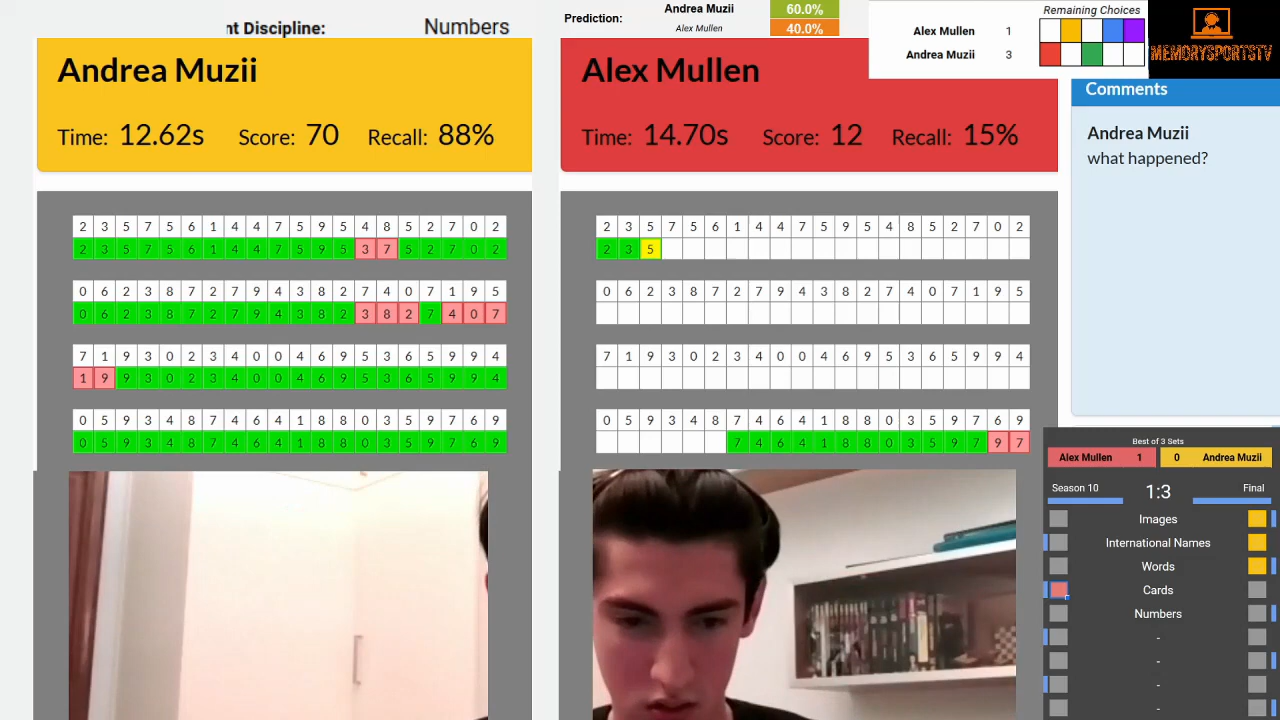 nt Discipline: Numbers
Prediction:
Andrea Muzii 60.0%
Alex Mullen 40.0%
Alex Mullen 1
Andrea Muzii 3
Remaining Choices
MEMORYSPORTSTV
Andrea Muzii
Time: 12.62s Score: 70 Recall: 88%
Alex Mullen
Time: 14.70s Score: 12 Recall: 15%
Comments
Andrea Muzii
what happened?
2 3 5 7 5 6 1 4 4 7 5 9 5 4 8 5 2 7 0 2
2 3 5 7 5 6 1 4 4 7 5 9 5 3 7 5 2 7 0 2
0 6 2 3 8 7 2 7 9 4 3 8 2 7 4 0 7 1 9 5
0 6 2 3 8 7 2 7 9 4 3 8 2 3 8 2 7 4 0 7
7 1 9 3 0 2 3 4 0 0 4 6 9 5 3 6 5 9 9 4
1 9 9 3 0 2 3 4 0 0 4 6 9 5 3 6 5 9 9 4
0 5 9 3 4 8 7 4 6 4 1 8 8 0 3 5 9 7 6 9
0 5 9 3 4 8 7 4 6 4 1 8 8 0 3 5 9 7 6 9
2 3 5 7 5 6 1 4 4 7 5 9 5 4 8 5 2 7 0 2
2 3 5
0 6 2 3 8 7 2 7 9 4 3 8 2 7 4 0 7 1 9 5
7 1 9 3 0 2 3 4 0 0 4 6 9 5 3 6 5 9 9 4
0 5 9 3 4 8 7 4 6 4 1 8 8 0 3 5 9 7 6 9
7 4 6 4 1 8 8 0 3 5 9 7 9 7
Best of 3 Sets
Alex Mullen 1 0 Andrea Muzii
Season 10 1:3 Final
Images
International Names
Words
Cards
Numbers
-
-
-
-